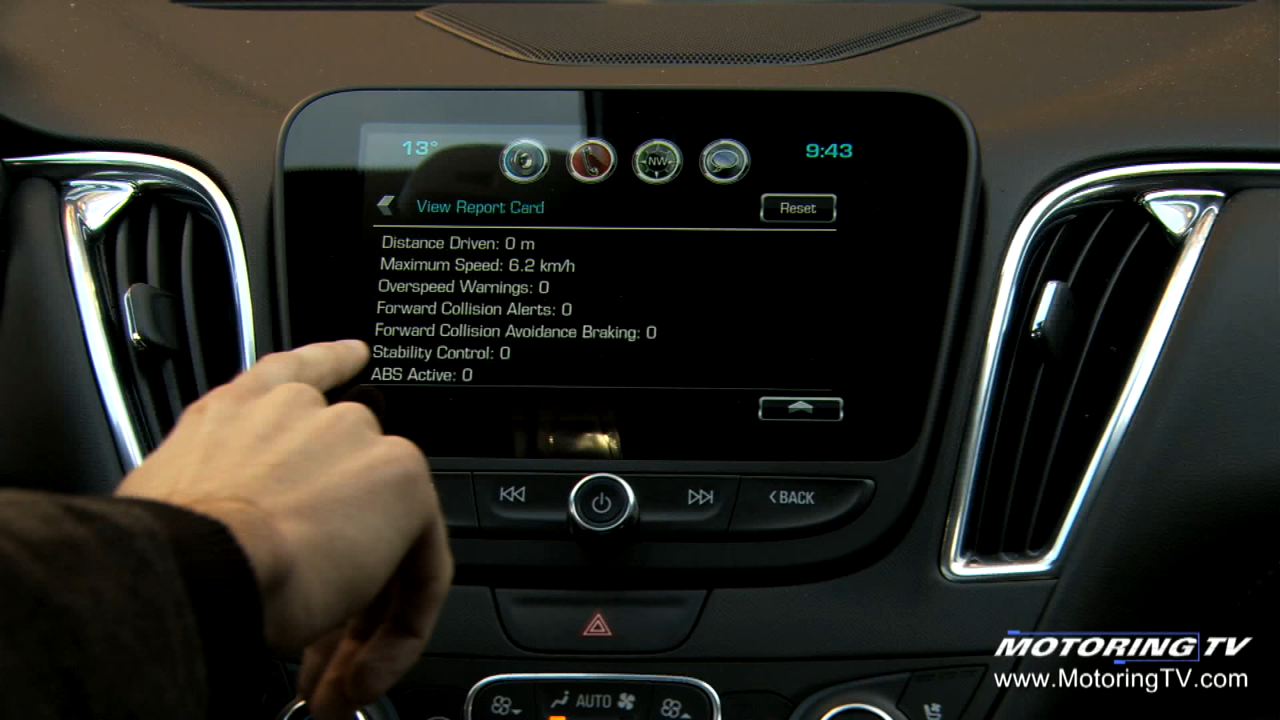 13°
NW
9:43
View Report Card
Reset
Distance Driven: 0 m
Maximum Speed: 6.2 km/h
Overspeed Warnings: 0
Forward Collision Alerts: 0
Forward Collision Avoidance Braking: 0
Stability Control: 0
ABS Active: 0
BACK
AUTO
MOTORING TV
www.MotoringTV.com